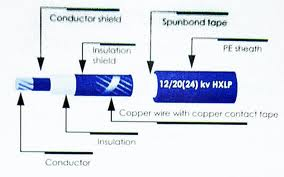 Conductor shield
Spunbond tape
Insulation
shield
PE sheath
12/20(24) kv HXLP
Copper wire with copper contact tape
Insulation
Conductor